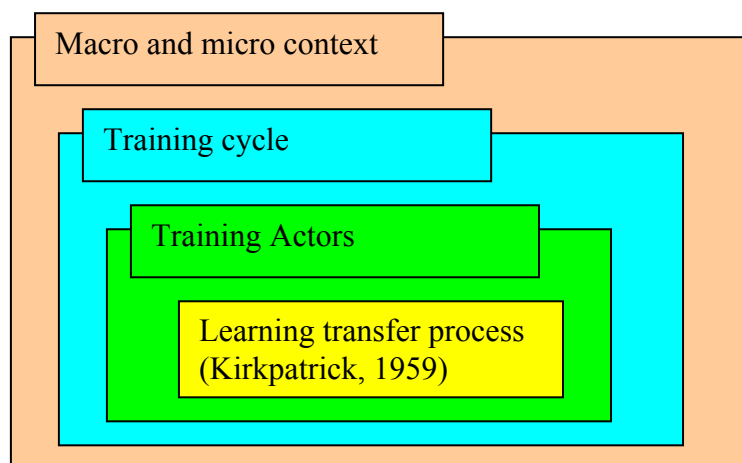 Macro and micro context
Training cycle
Training Actors
Learning transfer process
(Kirkpatrick, 1959)